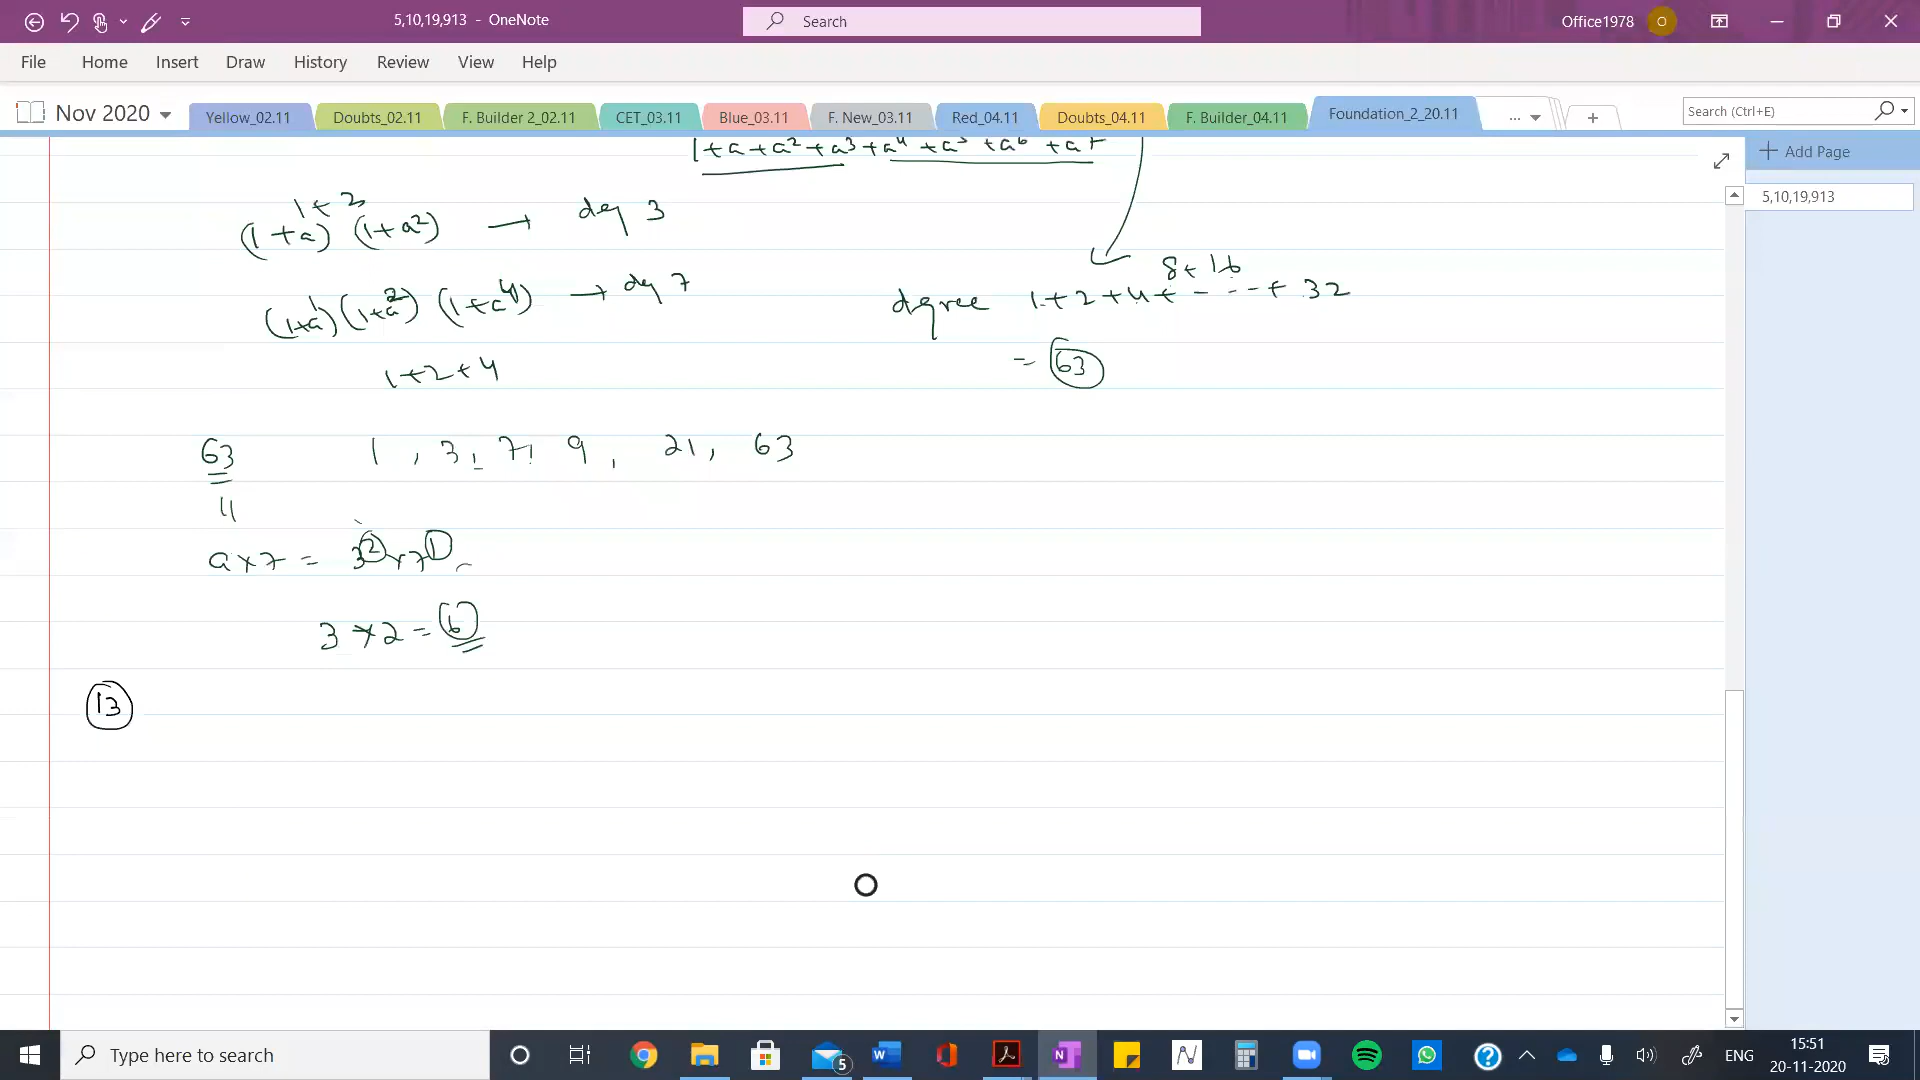 5,10,19,913 - OneNote
Search
Office1978
O
File Home Insert Draw History Review View Help
Nov 2020
Yellow_02.11 Doubts_02.11 F. Builder 2_02.11 CET_03.11 Blue_03.11 F. New_03.11 Red_04.11 Doubts_04.11 F. Builder_04.11 Foundation_2_20.11 ...
Search (Ctrl+E)
Add Page
5,10,19,913
1+a+a2+a3+a4+a5+a6+a7
1+2
(1+a) (1+a2) → deg 3
(1+a)(1+a2)(1+a4) → deg 7
1+2+4
8+16
degree 1+2+4+-----+32
= 63
63 1, 3, 7, 9, 21, 63
11
9×7 = 32×71
3×2=6
13
Type here to search
5
ENG
15:51
20-11-2020